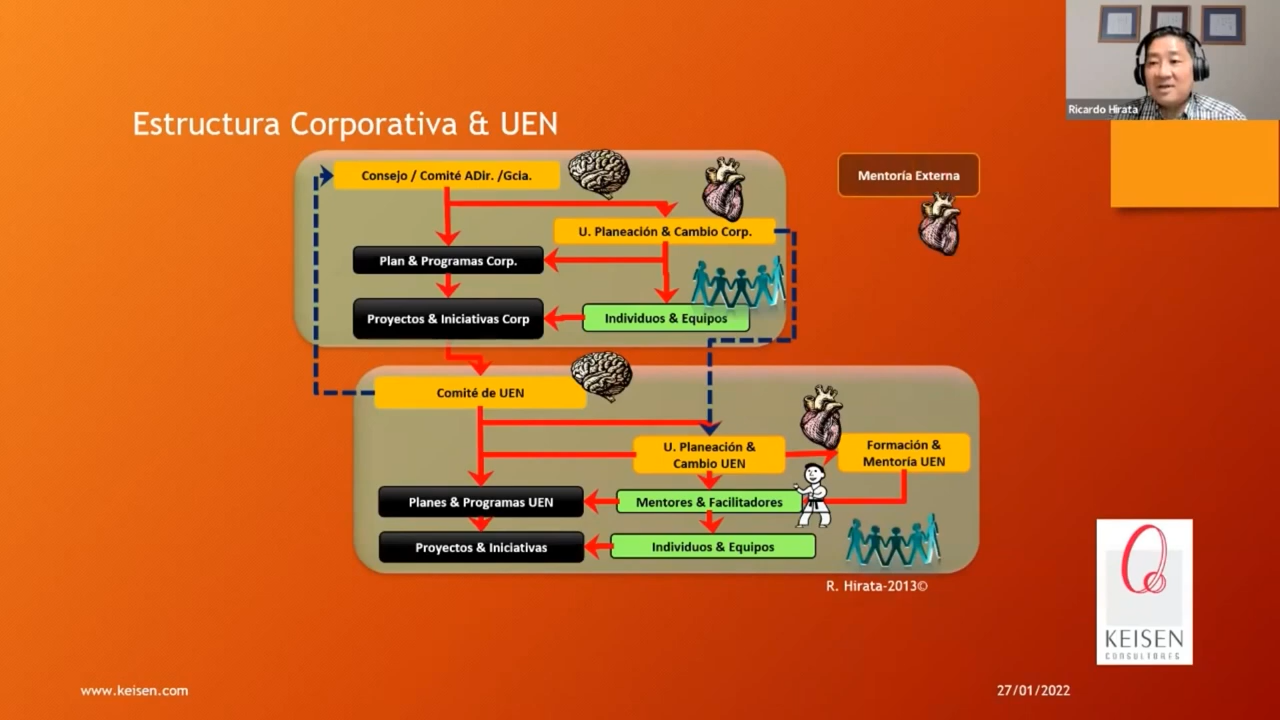 Ricardo Hirata
Estructura Corporativa & UEN
Consejo / Comité ADir. /Gcia.
Mentoría Externa
U. Planeación & Cambio Corp.
Plan & Programas Corp.
Proyectos & Iniciativas Corp
Individuos & Equipos
Comité de UEN
U. Planeación &
Cambio UEN
Formación &
Mentoría UEN
Planes & Programas UEN
Mentores & Facilitadores
Proyectos & Iniciativas
Individuos & Equipos
R. Hirata-2013©
KEISEN
CONSULTORES
www.keisen.com
27/01/2022